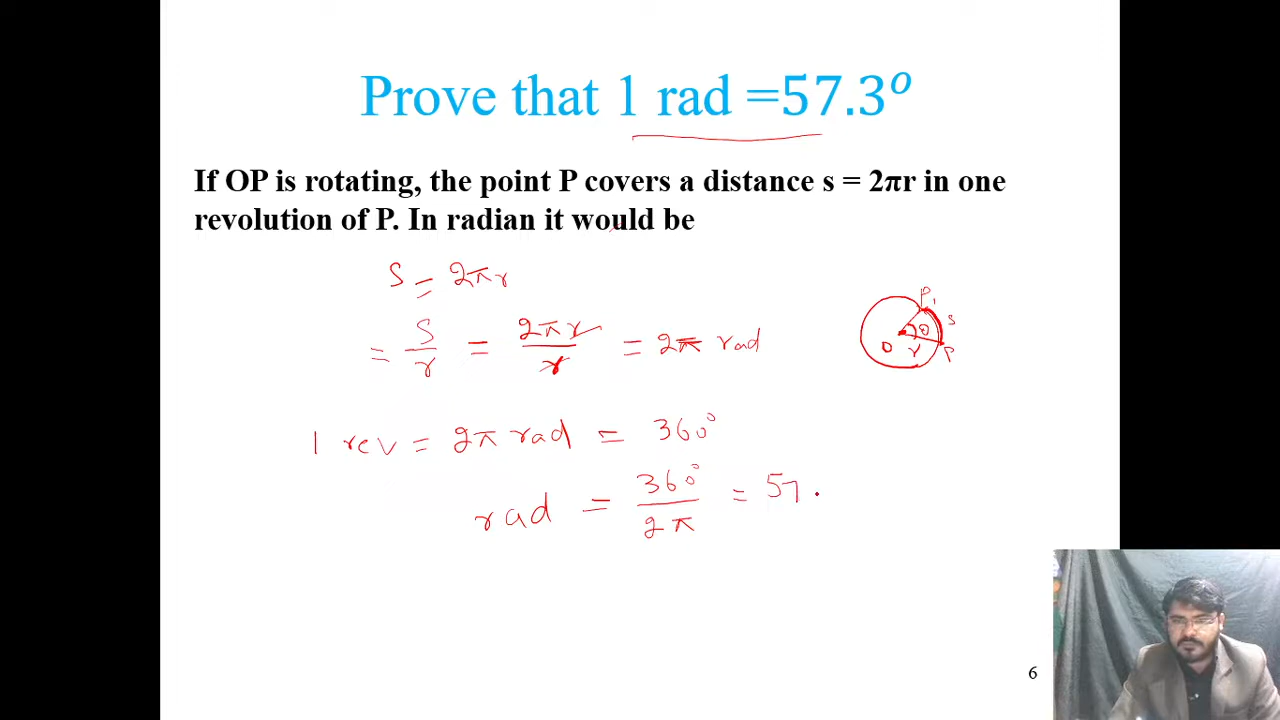 Prove that 1 rad =57.3°
If OP is rotating, the point P covers a distance s = 2πr in one
revolution of P. In radian it would be
S = 2πr
= S/r = 2πr/r = 2π rad
P1
S
θ
O r P
1 rev = 2π rad = 360°
rad = 360°/2π = 57.
6